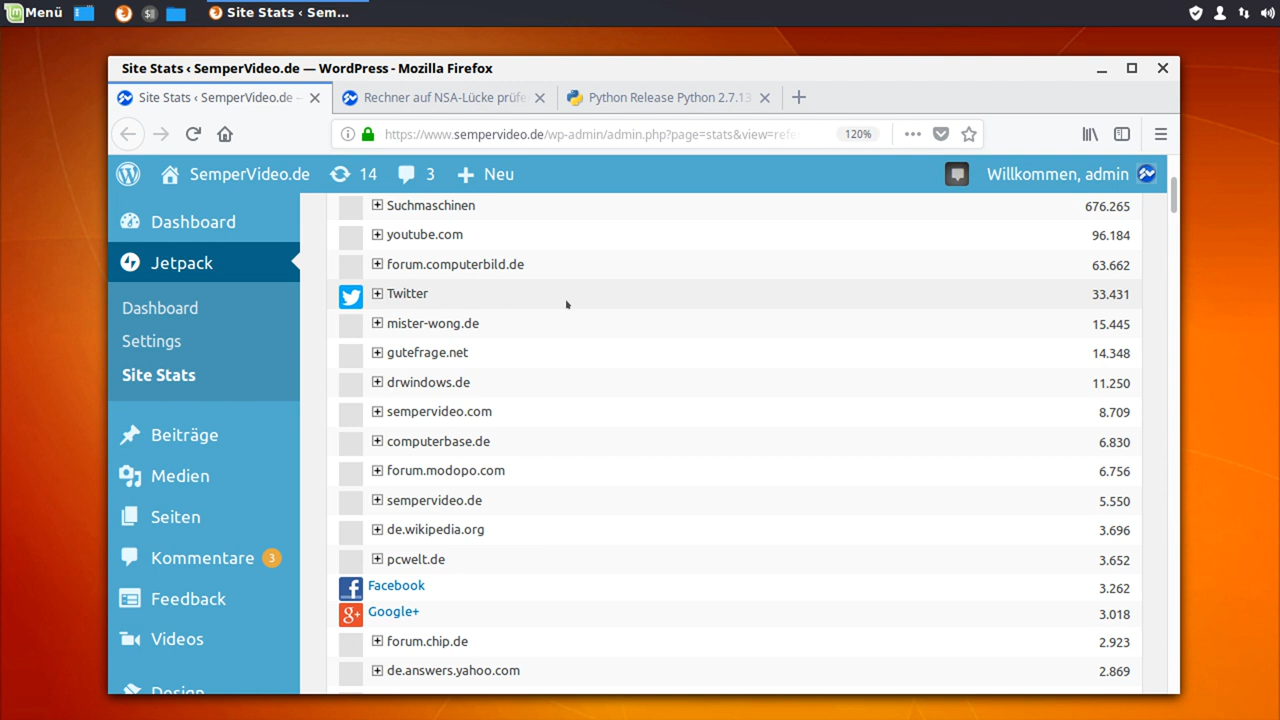 Menü
Site Stats ‹ Sem...
Site Stats ‹ SemperVideo.de — WordPress - Mozilla Firefox
Site Stats ‹ SemperVideo.de —
Rechner auf NSA-Lücke prüfe
Python Release Python 2.7.13
https://www.sempervideo.de/wp-admin/admin.php?page=stats&view=refe
120%
SemperVideo.de
14
3
Neu
Willkommen, admin
Dashboard
Jetpack
Dashboard
Settings
Site Stats
Beiträge
Medien
Seiten
Kommentare 3
Feedback
Videos
Design
Suchmaschinen 676.265
youtube.com 96.184
forum.computerbild.de 63.662
Twitter 33.431
mister-wong.de 15.445
gutefrage.net 14.348
drwindows.de 11.250
sempervideo.com 8.709
computerbase.de 6.830
forum.modopo.com 6.756
sempervideo.de 5.550
de.wikipedia.org 3.696
pcwelt.de 3.652
Facebook 3.262
Google+ 3.018
forum.chip.de 2.923
de.answers.yahoo.com 2.869